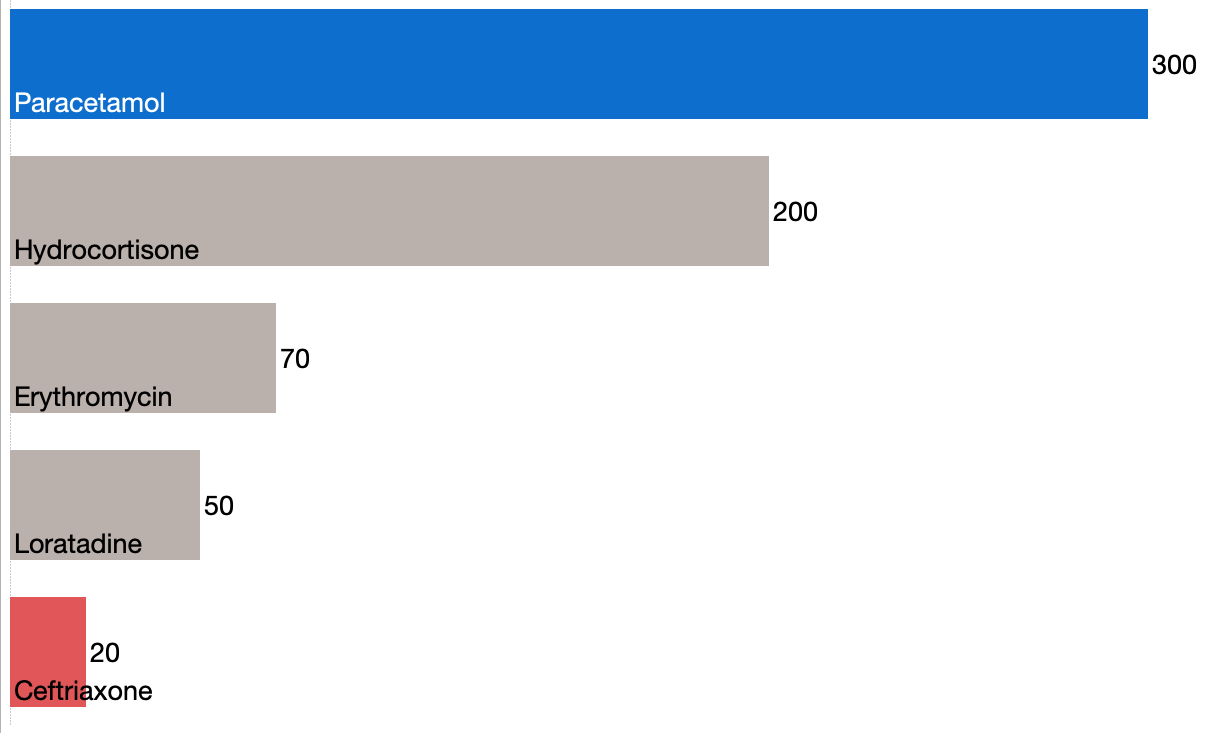 300
Paracetamol
200
Hydrocortisone
70
Erythromycin
50
Loratadine
20
Ceftriaxone